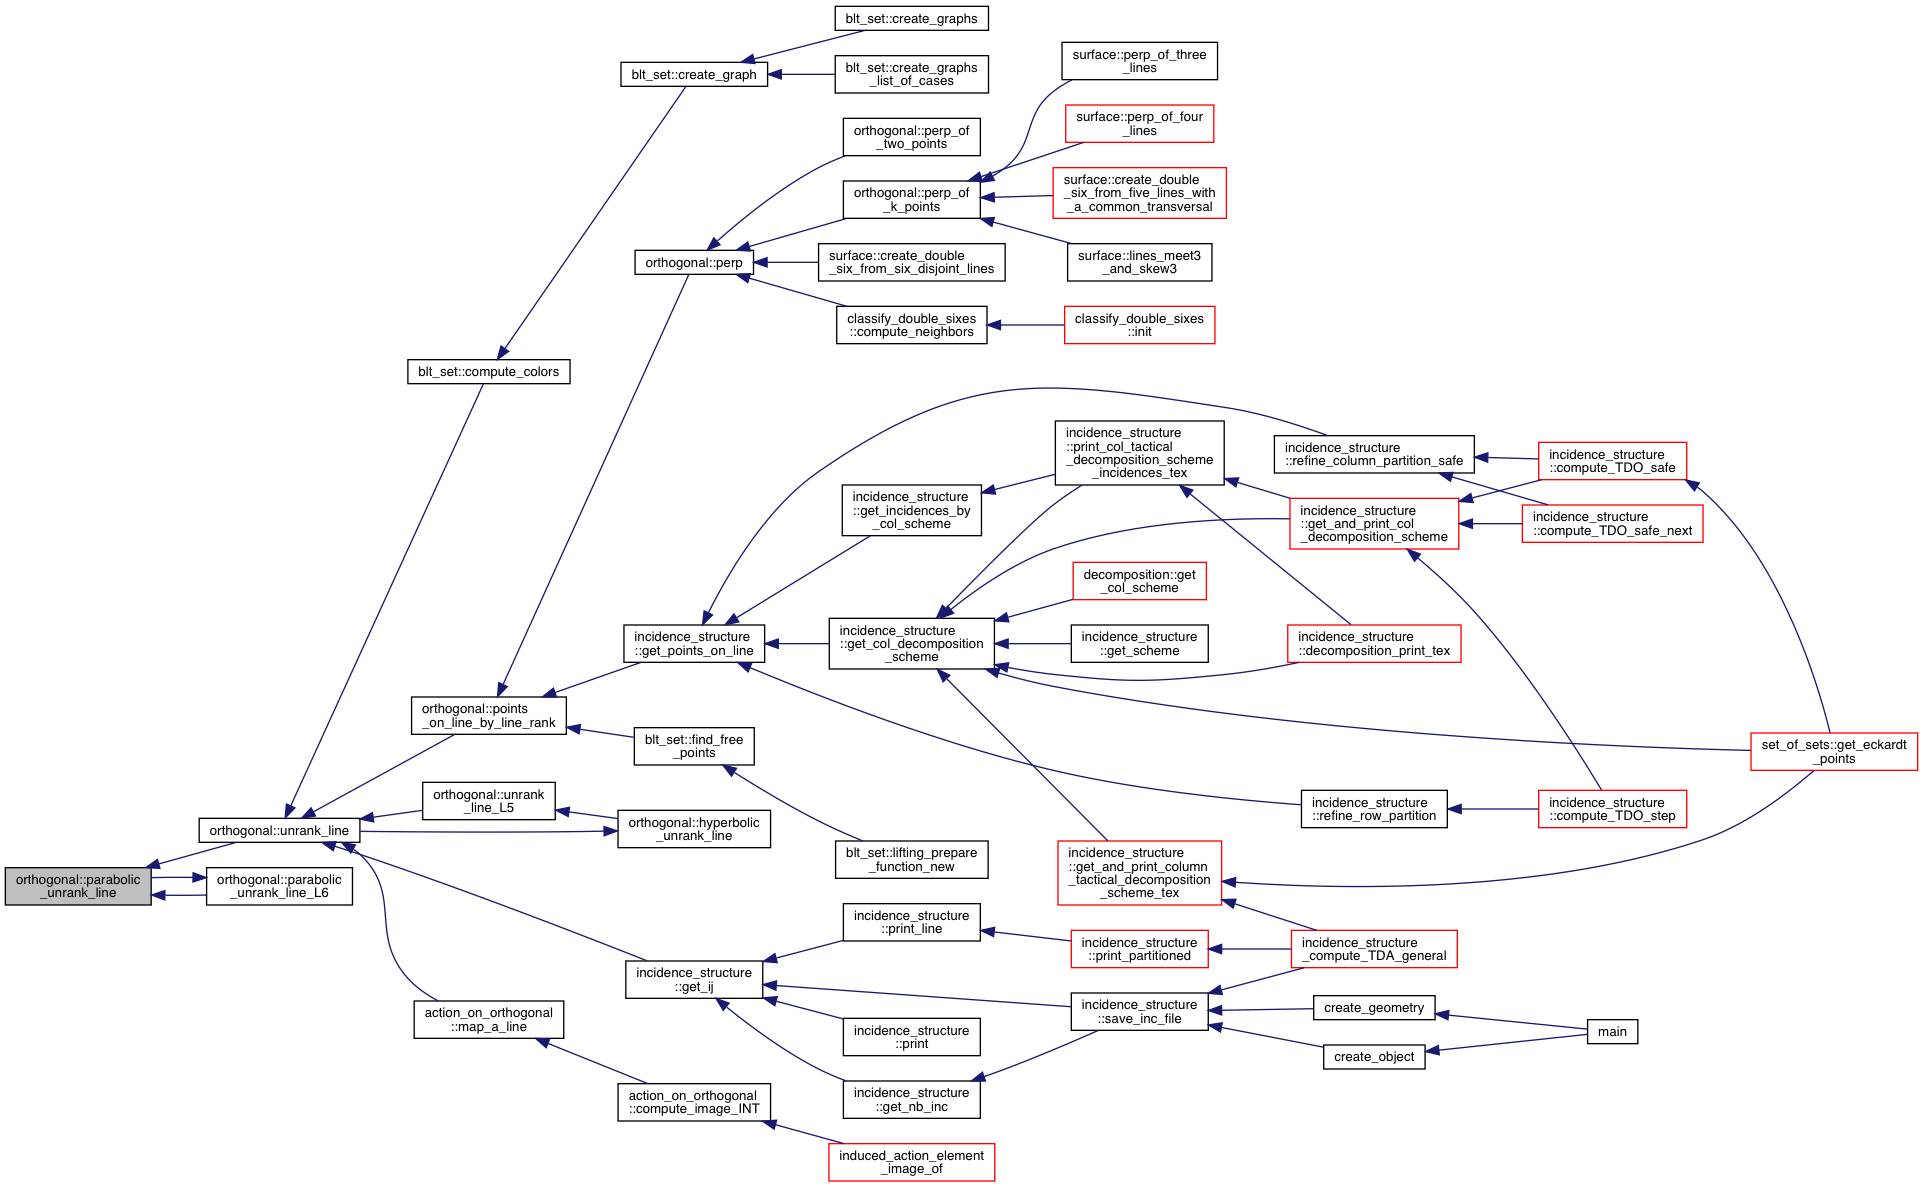 blt_set::create_graphs
blt_set::create_graph
blt_set::create_graphs
_list_of_cases
surface::perp_of_three
_lines
surface::perp_of_four
_lines
orthogonal::perp_of
_two_points
orthogonal::perp_of
_k_points
surface::create_double
_six_from_five_lines_with
_a_common_transversal
orthogonal::perp
surface::create_double
_six_from_six_disjoint_lines
surface::lines_meet3
_and_skew3
classify_double_sixes
::compute_neighbors
classify_double_sixes
::init
blt_set::compute_colors
incidence_structure
::print_col_tactical
_decomposition_scheme
_incidences_tex
incidence_structure
::refine_column_partition_safe
incidence_structure
::compute_TDO_safe
incidence_structure
::get_incidences_by
_col_scheme
incidence_structure
::get_and_print_col
_decomposition_scheme
incidence_structure
::compute_TDO_safe_next
decomposition::get
_col_scheme
incidence_structure
::get_points_on_line
incidence_structure
::get_col_decomposition
_scheme
incidence_structure
::get_scheme
incidence_structure
::decomposition_print_tex
orthogonal::points
_on_line_by_line_rank
blt_set::find_free
_points
set_of_sets::get_eckardt
_points
orthogonal::unrank
_line_L5
orthogonal::hyperbolic
_unrank_line
incidence_structure
::refine_row_partition
incidence_structure
::compute_TDO_step
orthogonal::unrank_line
blt_set::lifting_prepare
_function_new
incidence_structure
::get_and_print_column
_tactical_decomposition
_scheme_tex
orthogonal::parabolic
_unrank_line
orthogonal::parabolic
_unrank_line_L6
incidence_structure
::print_line
incidence_structure
::print_partitioned
incidence_structure
_compute_TDA_general
incidence_structure
::get_ij
incidence_structure
::save_inc_file
create_geometry
main
action_on_orthogonal
::map_a_line
incidence_structure
::print
create_object
action_on_orthogonal
::compute_image_INT
incidence_structure
::get_nb_inc
induced_action_element
_image_of